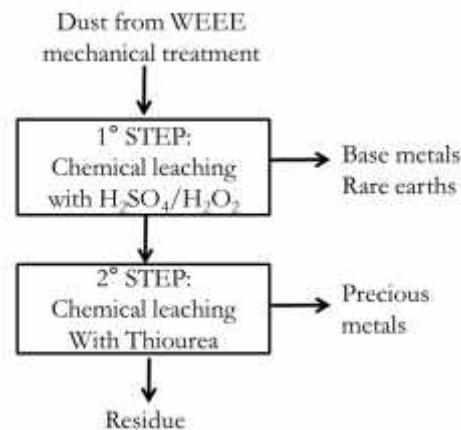 Dust from WEEE
mechanical treatment
1° STEP:
Chemical leaching
with H₂SO₄/H₂O₂
Base metals
Rare earths
2° STEP:
Chemical leaching
With Thiourea
Precious
metals
Residue